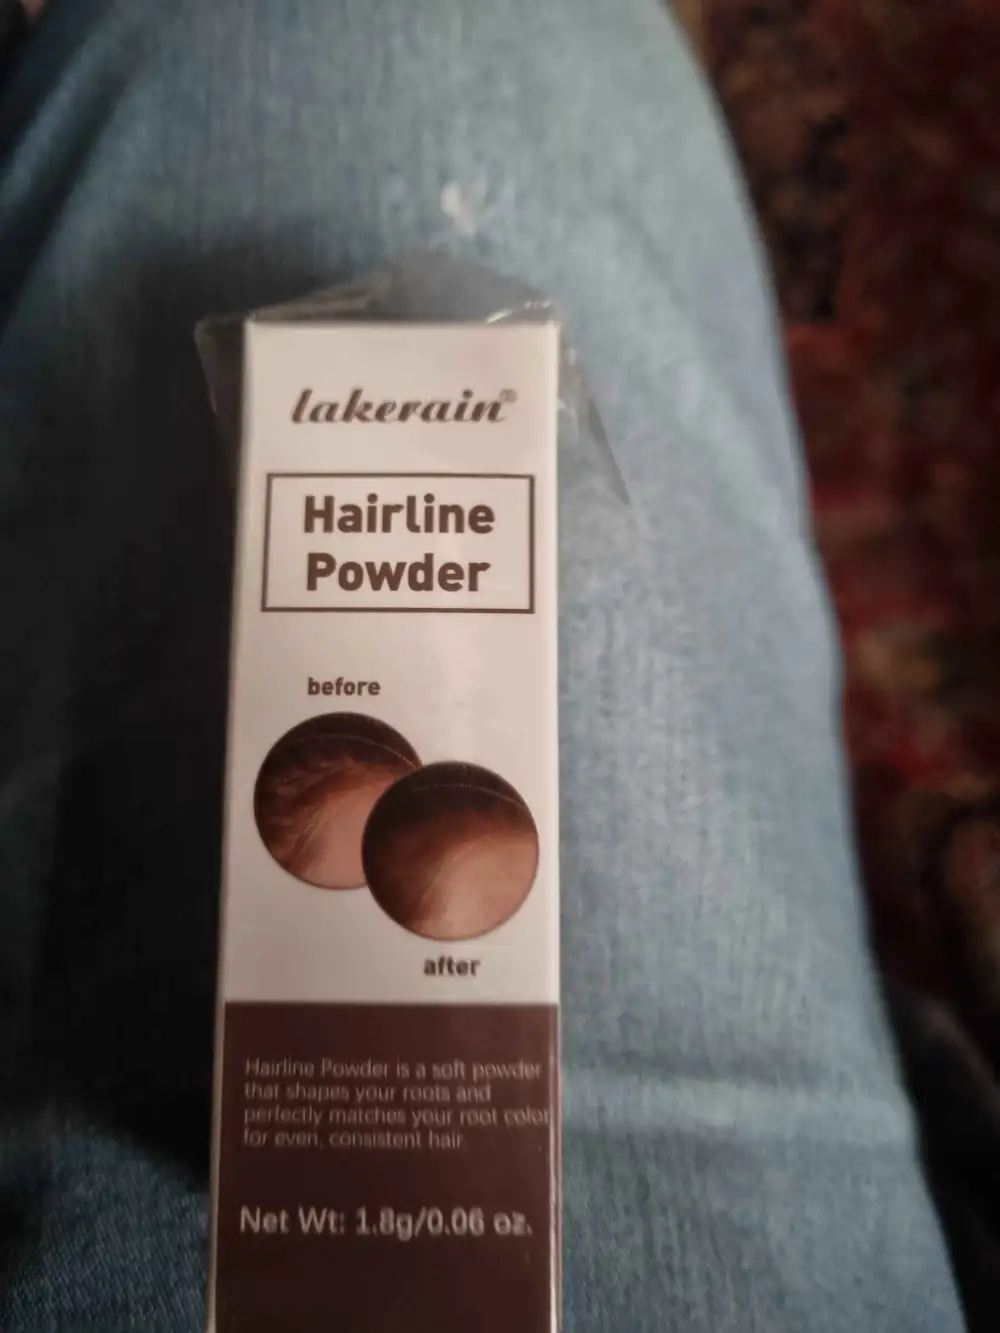 lakerain®
Hairline
Powder
before
after
Hairline Powder is a soft powder
that shapes your roots and
perfectly matches your root color
for even, consistent hair.
Net Wt: 1.8g/0.06 oz.